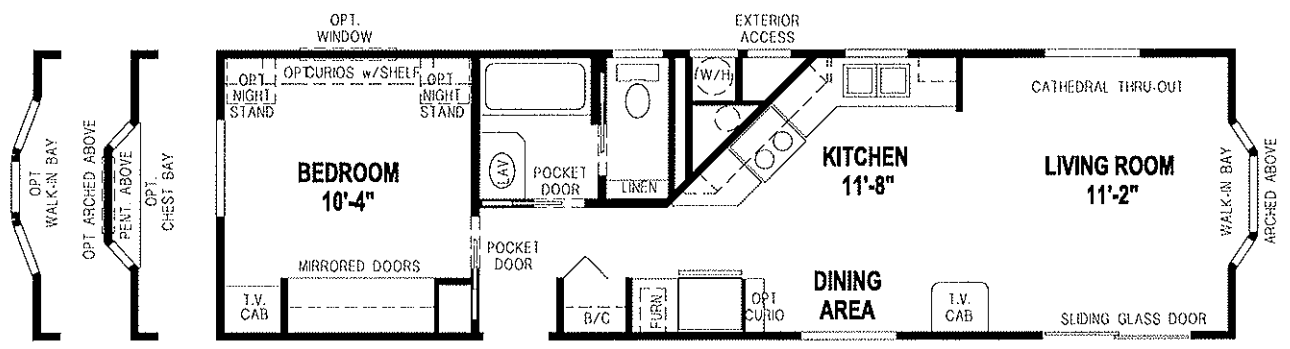 OPT.
WINDOW
EXTERIOR
ACCESS
OPT
NIGHT
STAND
OPT
CURIOS w/SHELF
OPT
NIGHT
STAND
(W/H)
CATHEDRAL THRU-OUT
OPT
WALK-IN BAY
OPT ARCHED ABOVE
PENT. ABOVE
OPT.
CHEST BAY
BEDROOM
10'-4"
LAV
POCKET
DOOR
LINEN
KITCHEN
11'-8"
LIVING ROOM
11'-2"
WALK-IN BAY
ARCHED ABOVE
POCKET
DOOR
MIRRORED DOORS
T.V.
CAB
B/C
FURN
OPT
CURIO
DINING
AREA
T.V.
CAB
SLIDING GLASS DOOR